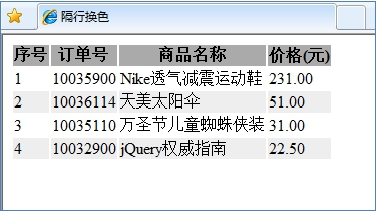 隔行换色
序号 订单号 商品名称 价格(元)
1 10035900 Nike透气减震运动鞋 231.00
2 10036114 天美太阳伞 51.00
3 10035110 万圣节儿童蜘蛛侠装 31.00
4 10032900 jQuery权威指南 22.50